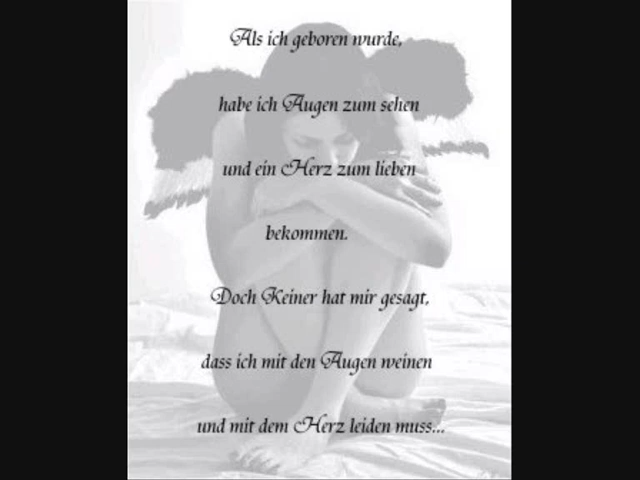 Als ich geboren wurde,
habe ich Augen zum sehen
und ein Herz zum lieben
bekommen.
Doch Keiner hat mir gesagt,
dass ich mit den Augen weinen
und mit dem Herz leiden muss...